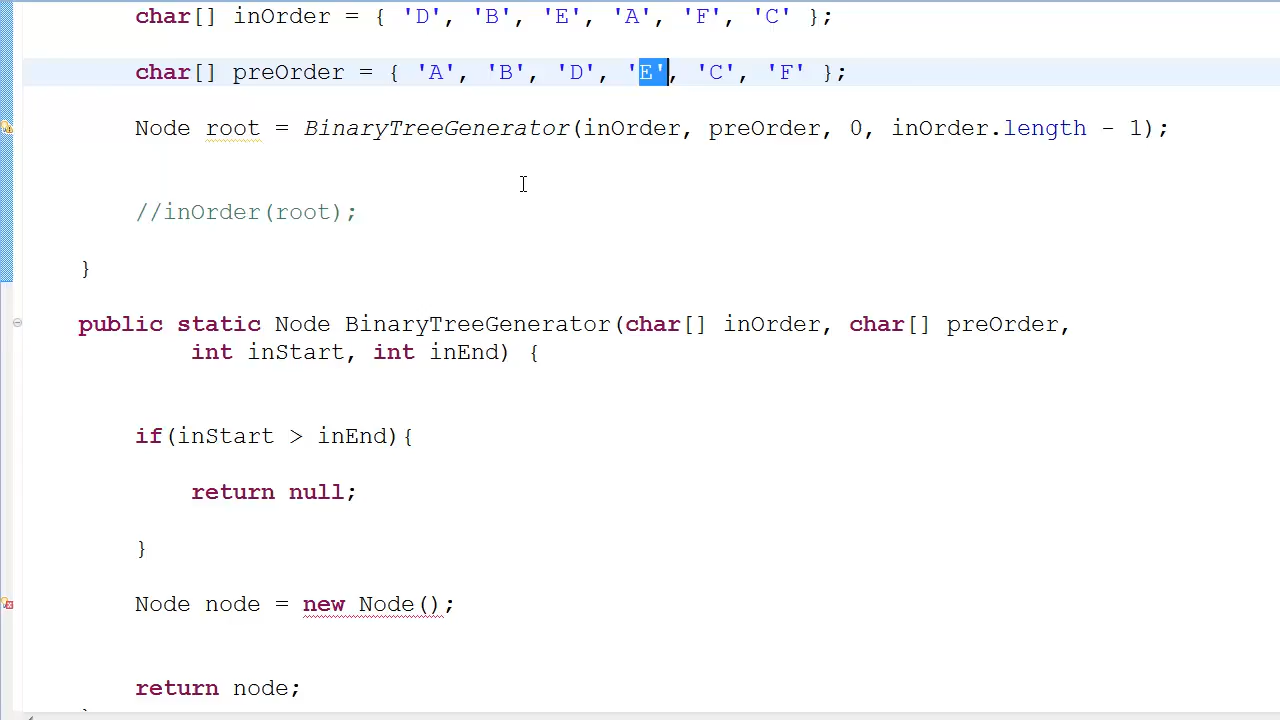 char[] inOrder = { 'D', 'B', 'E', 'A', 'F', 'C' };
char[] preOrder = { 'A', 'B', 'D', 'E', 'C', 'F' };
Node root = BinaryTreeGenerator(inOrder, preOrder, 0, inOrder.length - 1);
//inOrder(root);
}
public static Node BinaryTreeGenerator(char[] inOrder, char[] preOrder,
int inStart, int inEnd) {
if(inStart > inEnd){
return null;
}
Node node = new Node();
return node;